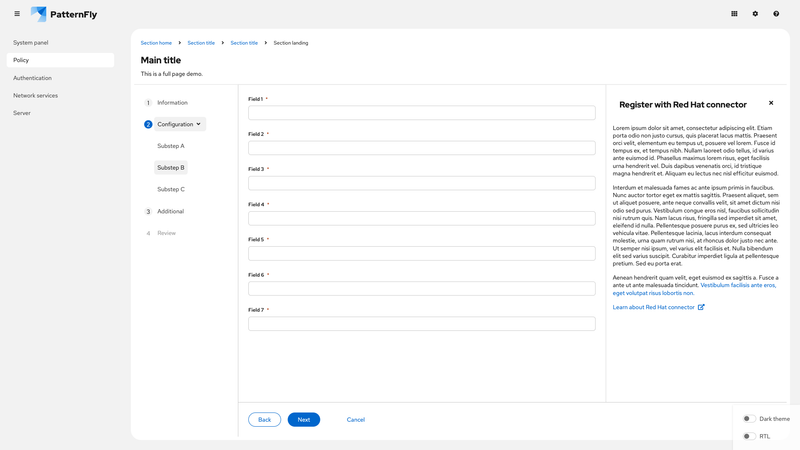 PatternFly
System panel
Policy
Authentication
Network services
Server
Section home
Section title
Section title
Section landing
Main title
This is a full page demo.
1 Information
2 Configuration
Substep A
Substep B
Substep C
3 Additional
4 Review
Field 1 *
Field 2 *
Field 3 *
Field 4 *
Field 5 *
Field 6 *
Field 7 *
Back
Next
Cancel
Register with Red Hat connector
Lorem ipsum dolor sit amet, consectetur adipiscing elit. Etiam
porta odio non justo cursus, quis placerat lacus mattis. Praesent
orci velit, elementum eu tempus ut, posuere vel lorem. Fusce id
tempus ex, et tempus nibh. Nullam laoreet odio tellus, id varius
ante euismod id. Phasellus maximus lorem risus, eget facilisis
urna hendrerit vel. Duis dapibus venenatis orci, id tristique
magna hendrerit et. Aliquam eu lectus nec nisl efficitur euismod.
Interdum et malesuada fames ac ante ipsum primis in faucibus.
Nunc auctor tortor eget ex mattis sagittis. Praesent aliquet, sem
ut aliquet posuere, ante neque convallis velit, sit amet dictum nisi
odio sed purus. Vestibulum congue eros nisl, faucibus sollicitudin
nisi rutrum quis. Nam lacus risus, fringilla sed imperdiet sit amet,
eleifend id nulla. Pellentesque posuere purus ex, sed ultricies leo
vehicula vitae. Pellentesque lacinia, lacus interdum consequat
molestie, urna quam rutrum nisi, at rhoncus dolor justo nec ante.
Ut semper nisi ipsum, vel varius elit facilisis et. Nulla bibendum
elit sed varius suscipit. Curabitur imperdiet ligula at pellentesque
pretium. Sed eu porta erat.
Aenean hendrerit quam velit, eget euismod ex sagittis a. Fusce a
ante ut ante malesuada tincidunt. Vestibulum facilisis ante eros,
eget volutpat risus lobortis non.
Learn about Red Hat connector
Dark theme
RTL